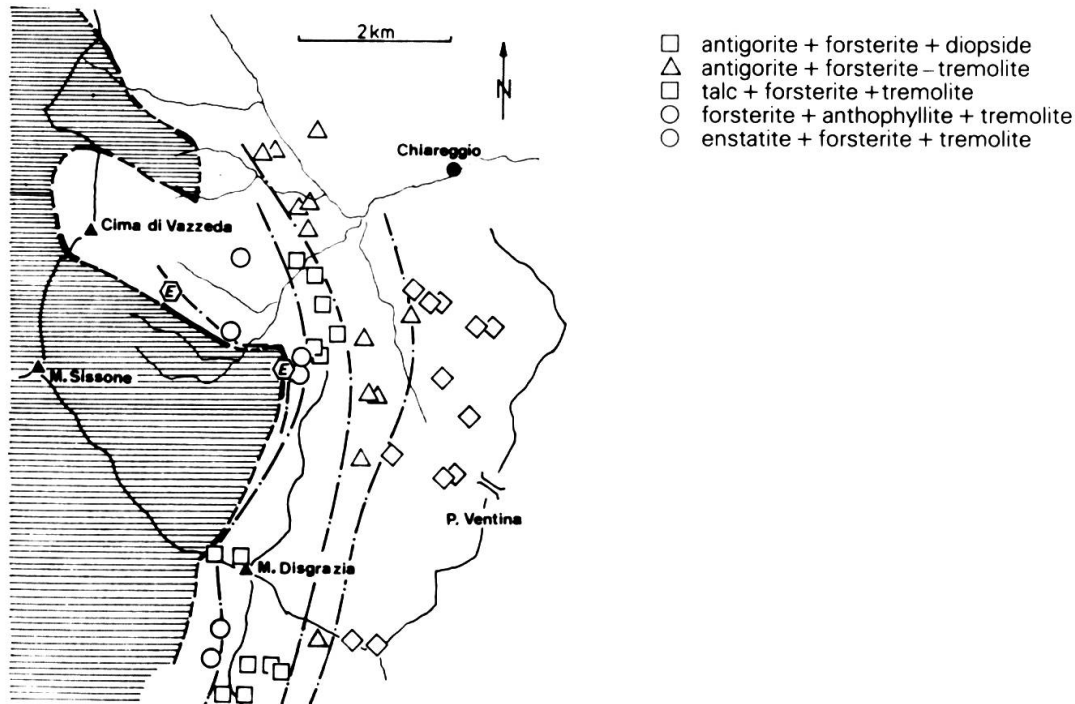 2km
N
Chiareggio
Cima di Vazzeda
E
E
M. Sissone
P. Ventina
M. Disgrazia
antigorite + forsterite + diopside
antigorite + forsterite – tremolite
talc + forsterite + tremolite
forsterite + anthophyllite + tremolite
enstatite + forsterite + tremolite